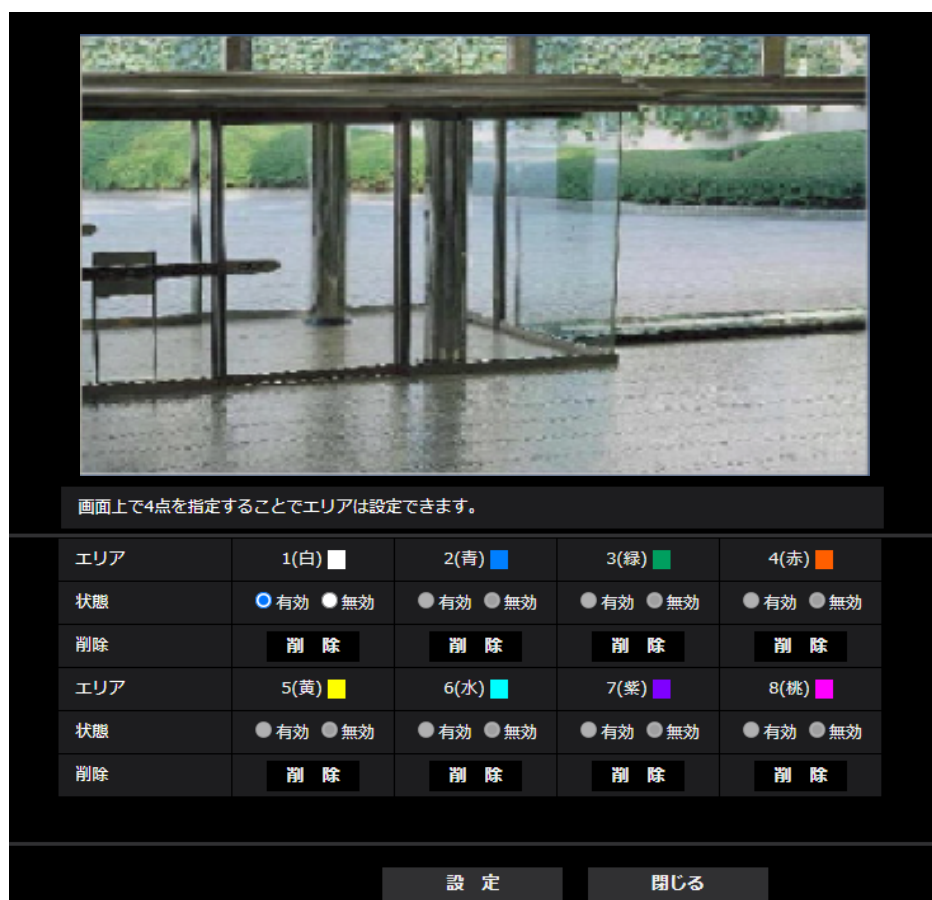 画面上で4点を指定することでエリアは設定できます。
エリア 1(白) 2(青) 3(緑) 4(赤)
状態 有効 無効 有効 無効 有効 無効 有効 無効
削除 削 除 削 除 削 除 削 除
エリア 5(黄) 6(水) 7(紫) 8(桃)
状態 有効 無効 有効 無効 有効 無効 有効 無効
削除 削 除 削 除 削 除 削 除
設 定 閉じる